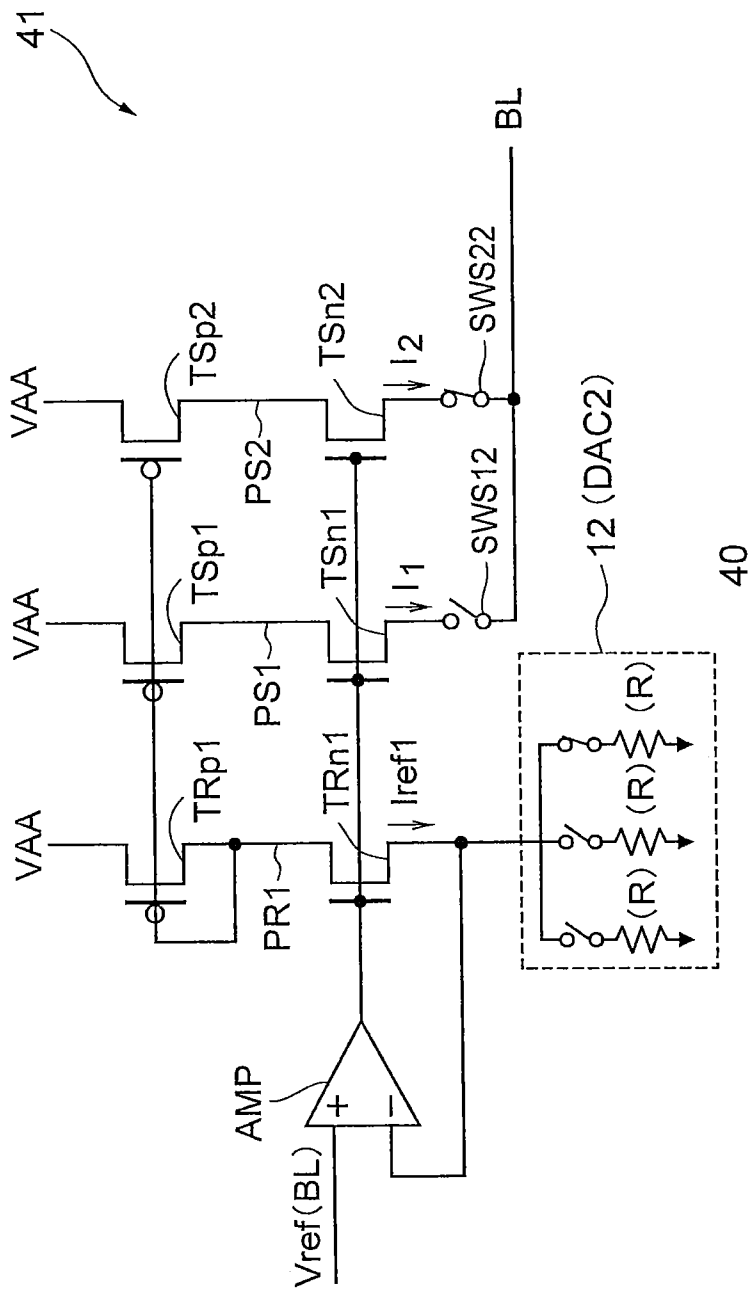 41
VAA
VAA
VAA
TRp1
TSp1
TSp2
PR1
PS1
PS2
TRn1
TSn1
TSn2
AMP
Vref(BL)
+
−
Iref1
I1
I2
SWS12
SWS22
BL
12 (DAC2)
(R)
(R)
(R)
40